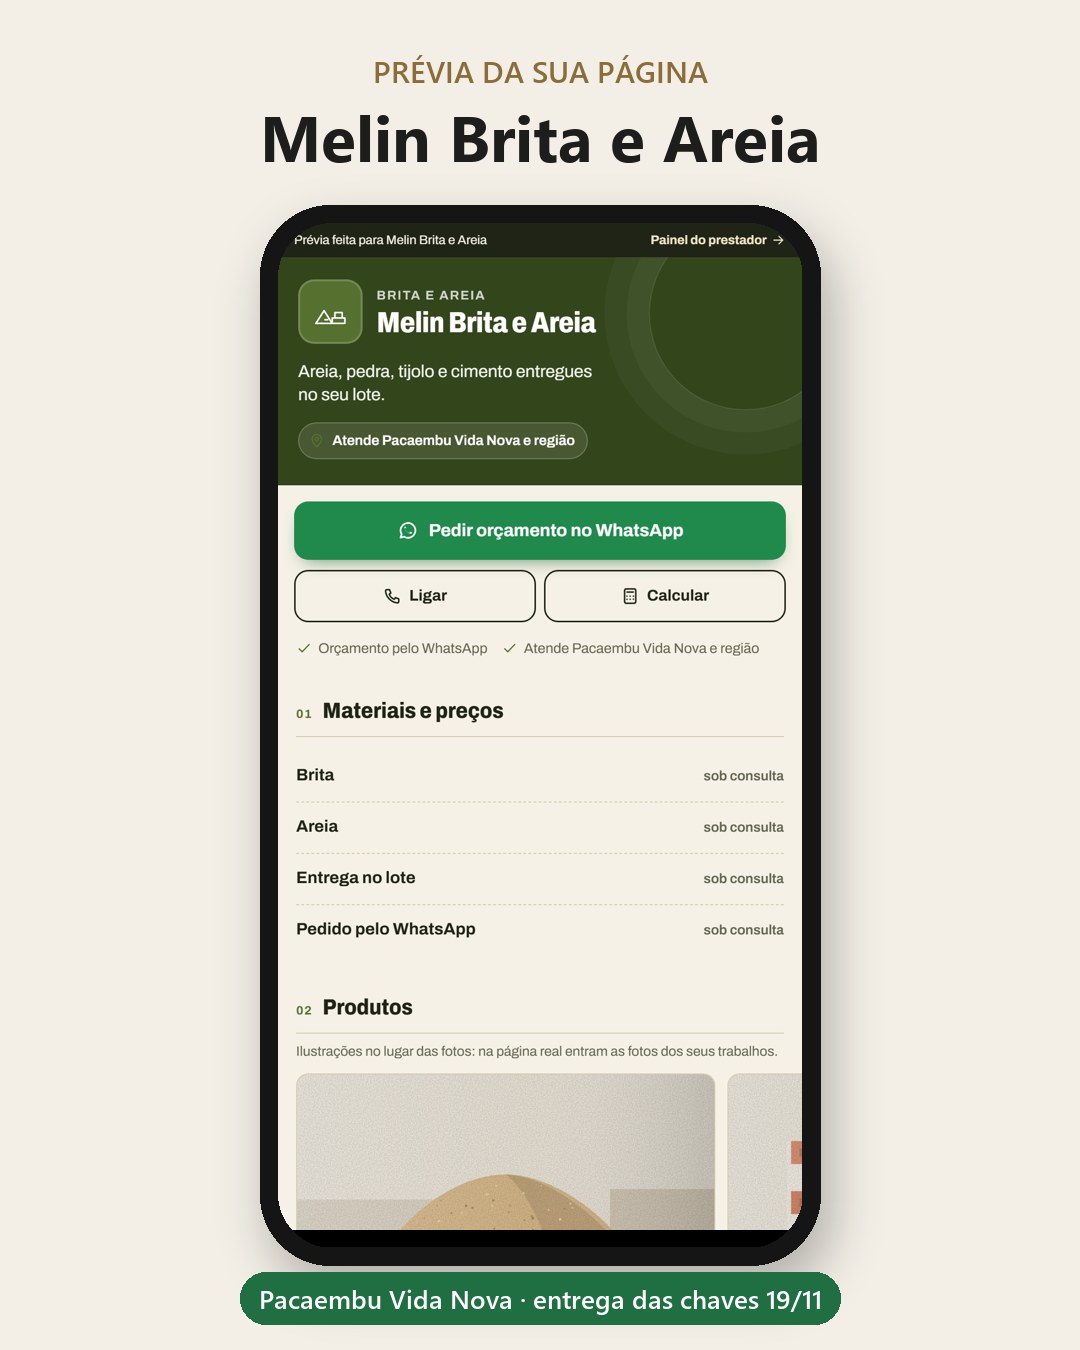 PRÉVIA DA SUA PÁGINA
Melin Brita e Areia
Prévia feita para Melin Brita e Areia
Painel do prestador →
BRITA E AREIA
Melin Brita e Areia
Areia, pedra, tijolo e cimento entregues
no seu lote.
Atende Pacaembu Vida Nova e região
Pedir orçamento no WhatsApp
Ligar
Calcular
Orçamento pelo WhatsApp
Atende Pacaembu Vida Nova e região
01 Materiais e preços
Brita sob consulta
Areia sob consulta
Entrega no lote sob consulta
Pedido pelo WhatsApp sob consulta
02 Produtos
Ilustrações no lugar das fotos: na página real entram as fotos dos seus trabalhos.
Pacaembu Vida Nova · entrega das chaves 19/11